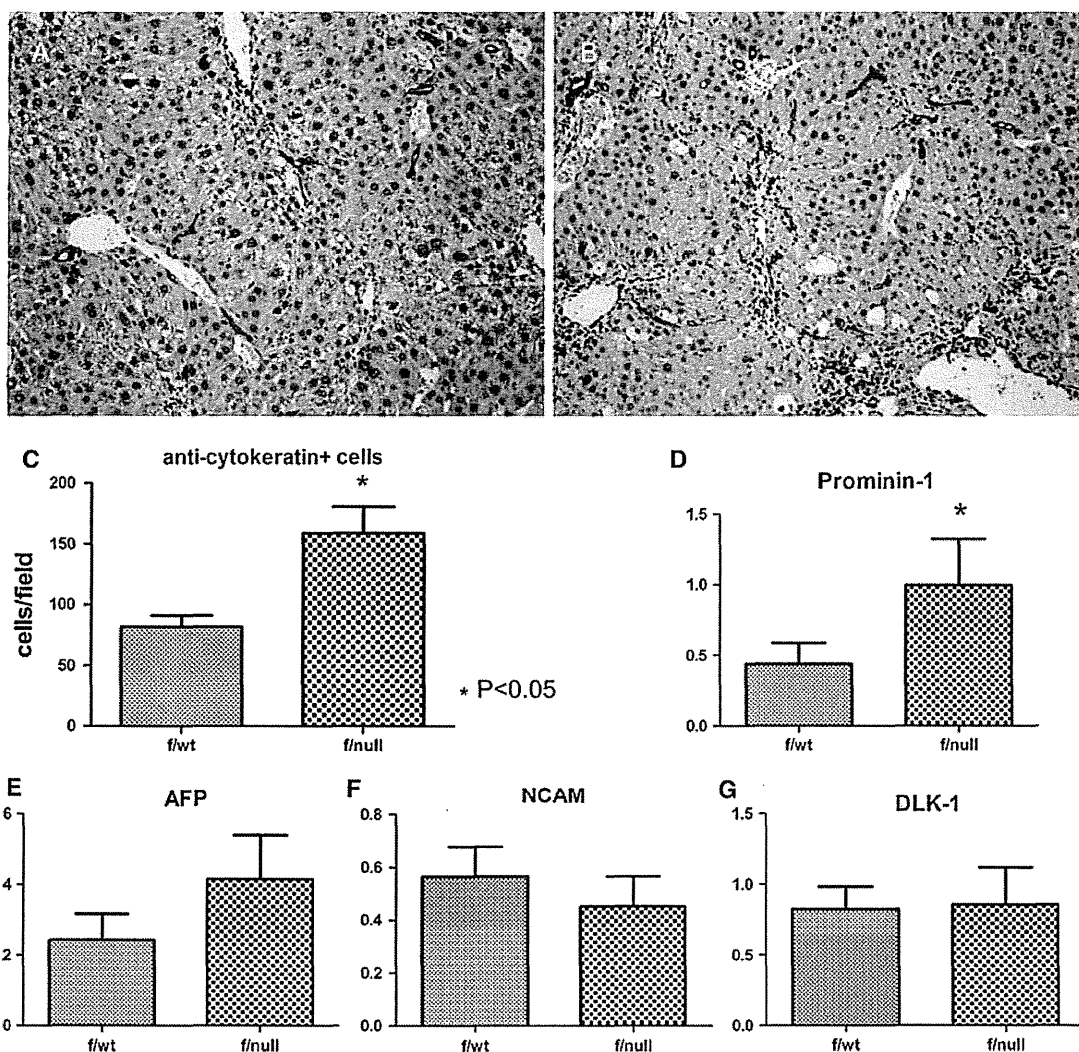 A
B
C
anti-cytokeratin+ cells
200
*
150
100
50
0
cells/field
f/wt
f/null
* P<0.05
D
Prominin-1
1.5
*
1.0
0.5
0.0
f/wt
f/null
E
AFP
6
4
2
0
f/wt
f/null
F
NCAM
0.8
0.6
0.4
0.2
0.0
f/wt
f/null
G
DLK-1
1.5
1.0
0.5
0.0
f/wt
f/null